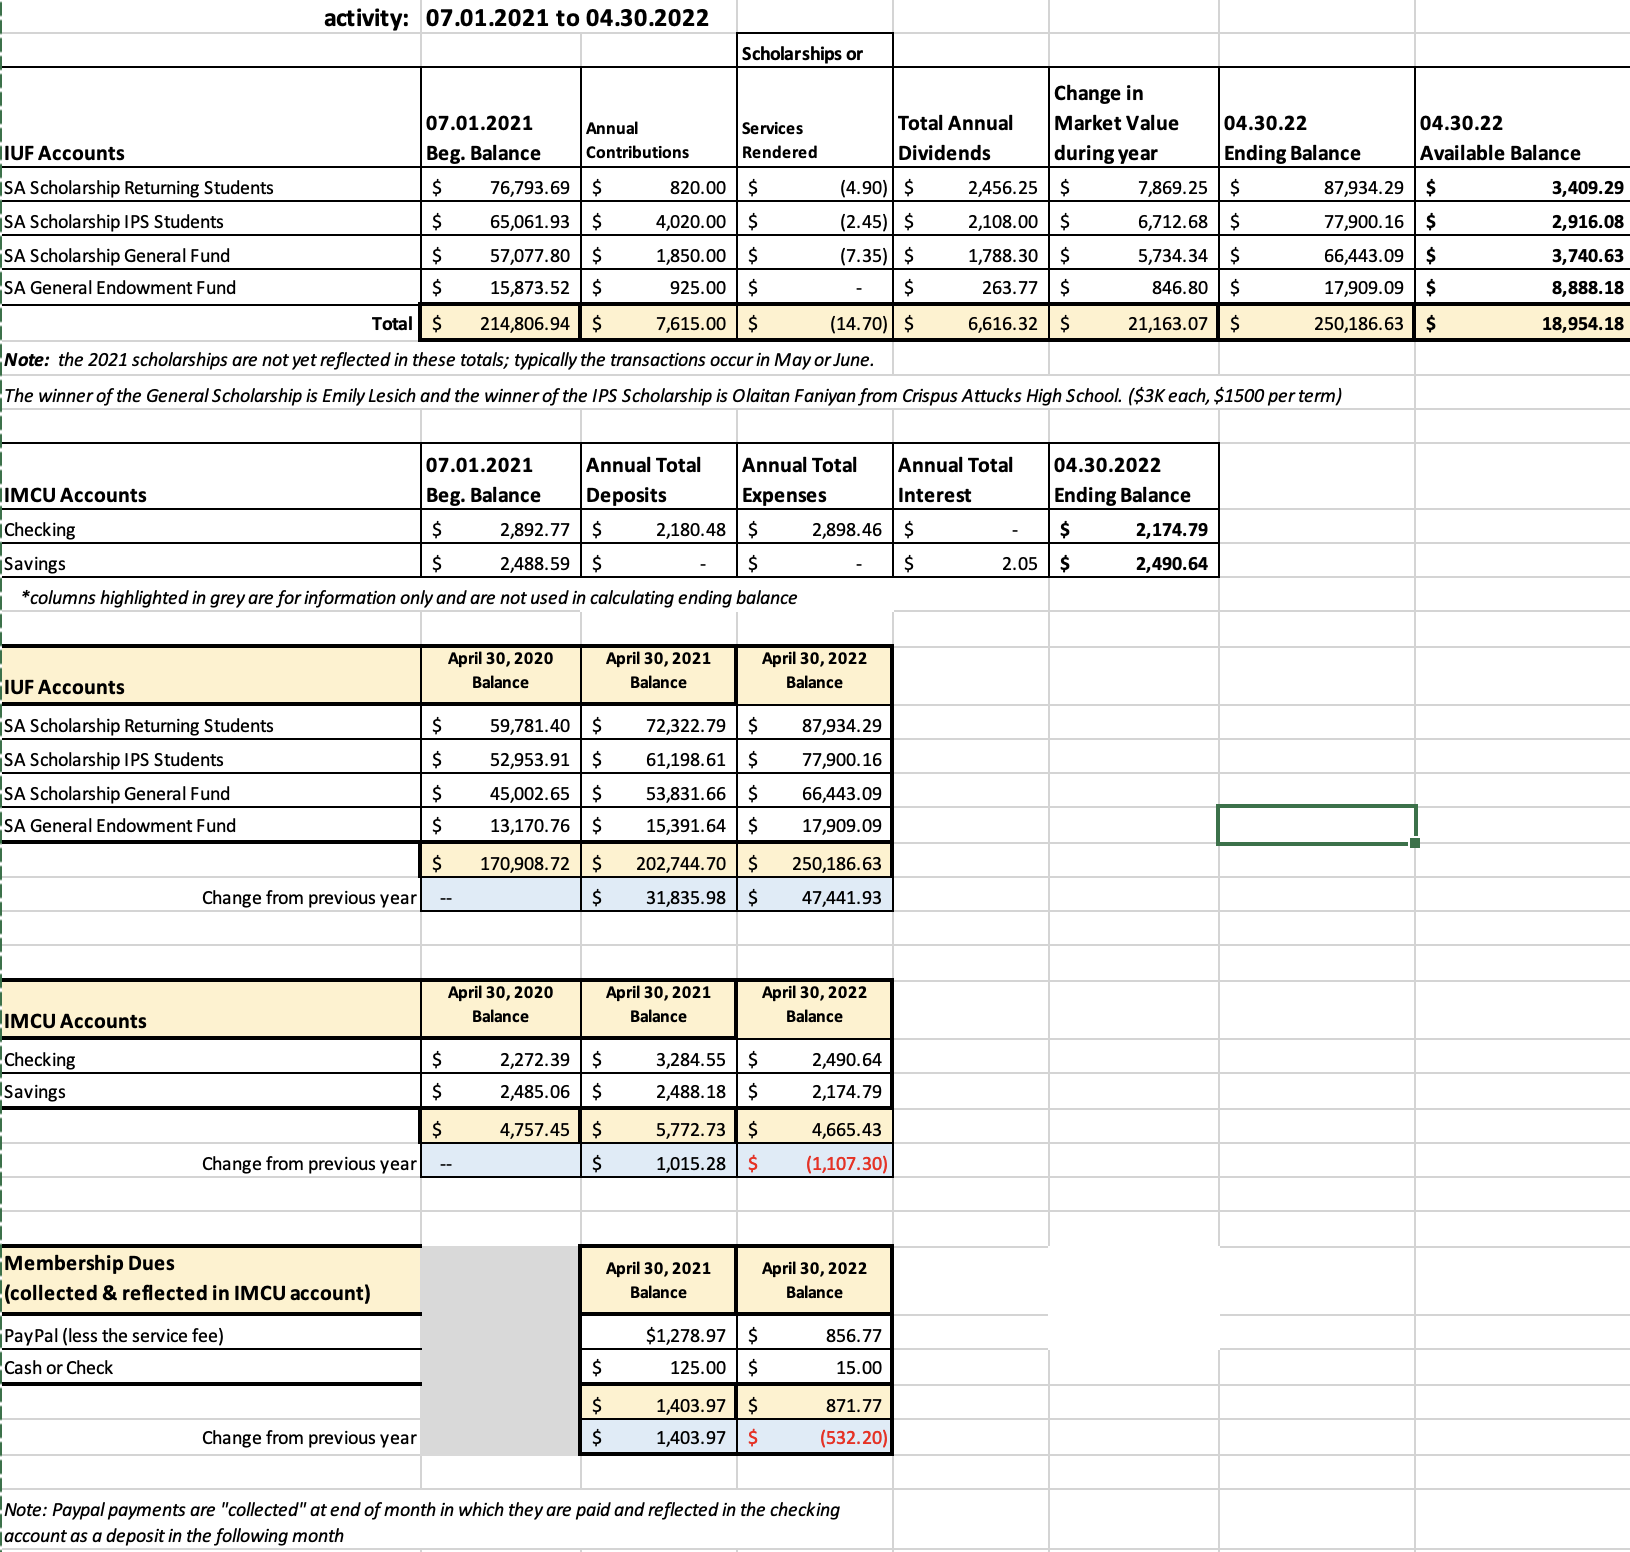 activity: 07.01.2021 to 04.30.2022
Scholarships or
IUF Accounts 07.01.2021 Beg. Balance Annual Contributions Services Rendered Total Annual Dividends Change in Market Value during year 04.30.22 Ending Balance 04.30.22 Available Balance
SA Scholarship Returning Students $ 76,793.69 $ 820.00 $ (4.90) $ 2,456.25 $ 7,869.25 $ 87,934.29 $ 3,409.29
SA Scholarship IPS Students $ 65,061.93 $ 4,020.00 $ (2.45) $ 2,108.00 $ 6,712.68 $ 77,900.16 $ 2,916.08
SA Scholarship General Fund $ 57,077.80 $ 1,850.00 $ (7.35) $ 1,788.30 $ 5,734.34 $ 66,443.09 $ 3,740.63
SA General Endowment Fund $ 15,873.52 $ 925.00 $ - $ 263.77 $ 846.80 $ 17,909.09 $ 8,888.18
Total $ 214,806.94 $ 7,615.00 $ (14.70) $ 6,616.32 $ 21,163.07 $ 250,186.63 $ 18,954.18
Note: the 2021 scholarships are not yet reflected in these totals; typically the transactions occur in May or June.
The winner of the General Scholarship is Emily Lesich and the winner of the IPS Scholarship is Olaitan Faniyan from Crispus Attucks High School. ($3K each, $1500 per term)
IMCU Accounts 07.01.2021 Beg. Balance Annual Total Deposits Annual Total Expenses Annual Total Interest 04.30.2022 Ending Balance
Checking $ 2,892.77 $ 2,180.48 $ 2,898.46 $ - $ 2,174.79
Savings $ 2,488.59 $ - $ - $ 2.05 $ 2,490.64
*columns highlighted in grey are for information only and are not used in calculating ending balance
IUF Accounts April 30, 2020 Balance April 30, 2021 Balance April 30, 2022 Balance
SA Scholarship Returning Students $ 59,781.40 $ 72,322.79 $ 87,934.29
SA Scholarship IPS Students $ 52,953.91 $ 61,198.61 $ 77,900.16
SA Scholarship General Fund $ 45,002.65 $ 53,831.66 $ 66,443.09
SA General Endowment Fund $ 13,170.76 $ 15,391.64 $ 17,909.09
$ 170,908.72 $ 202,744.70 $ 250,186.63
Change from previous year -- $ 31,835.98 $ 47,441.93
IMCU Accounts April 30, 2020 Balance April 30, 2021 Balance April 30, 2022 Balance
Checking $ 2,272.39 $ 3,284.55 $ 2,490.64
Savings $ 2,485.06 $ 2,488.18 $ 2,174.79
$ 4,757.45 $ 5,772.73 $ 4,665.43
Change from previous year -- $ 1,015.28 $ (1,107.30)
Membership Dues
(collected & reflected in IMCU account) April 30, 2021 Balance April 30, 2022 Balance
PayPal (less the service fee) $1,278.97 $ 856.77
Cash or Check $ 125.00 $ 15.00
$ 1,403.97 $ 871.77
Change from previous year $ 1,403.97 $ (532.20)
Note: Paypal payments are "collected" at end of month in which they are paid and reflected in the checking
account as a deposit in the following month